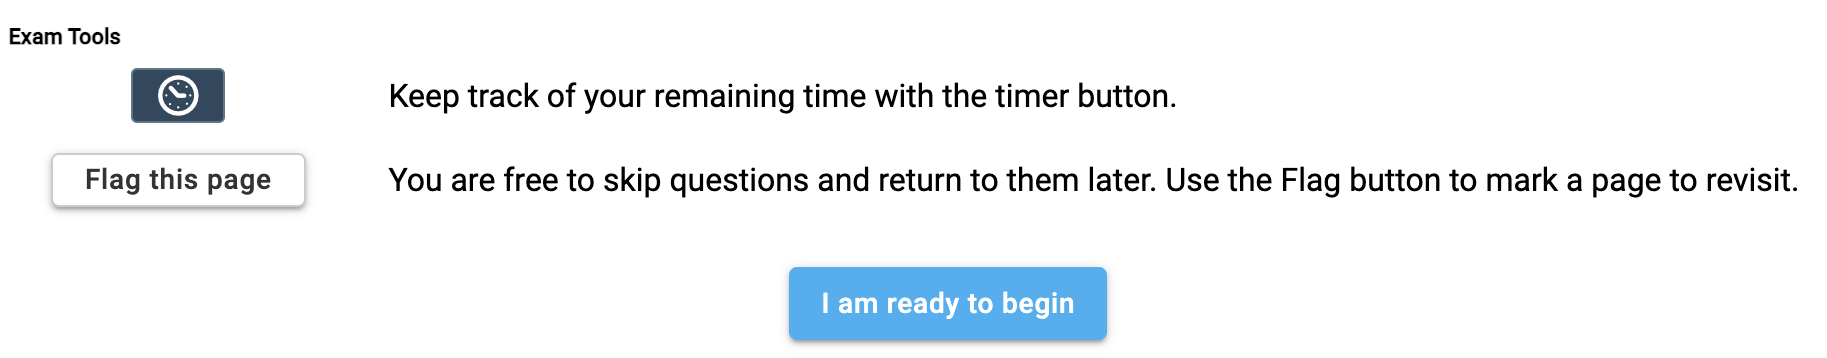 Exam Tools
Keep track of your remaining time with the timer button.
Flag this page
You are free to skip questions and return to them later. Use the Flag button to mark a page to revisit.
I am ready to begin